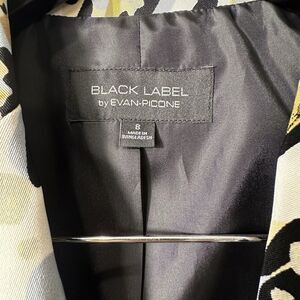 BLACK LABEL
by EVAN-PICONE
8
MADE IN
BANGLADESH